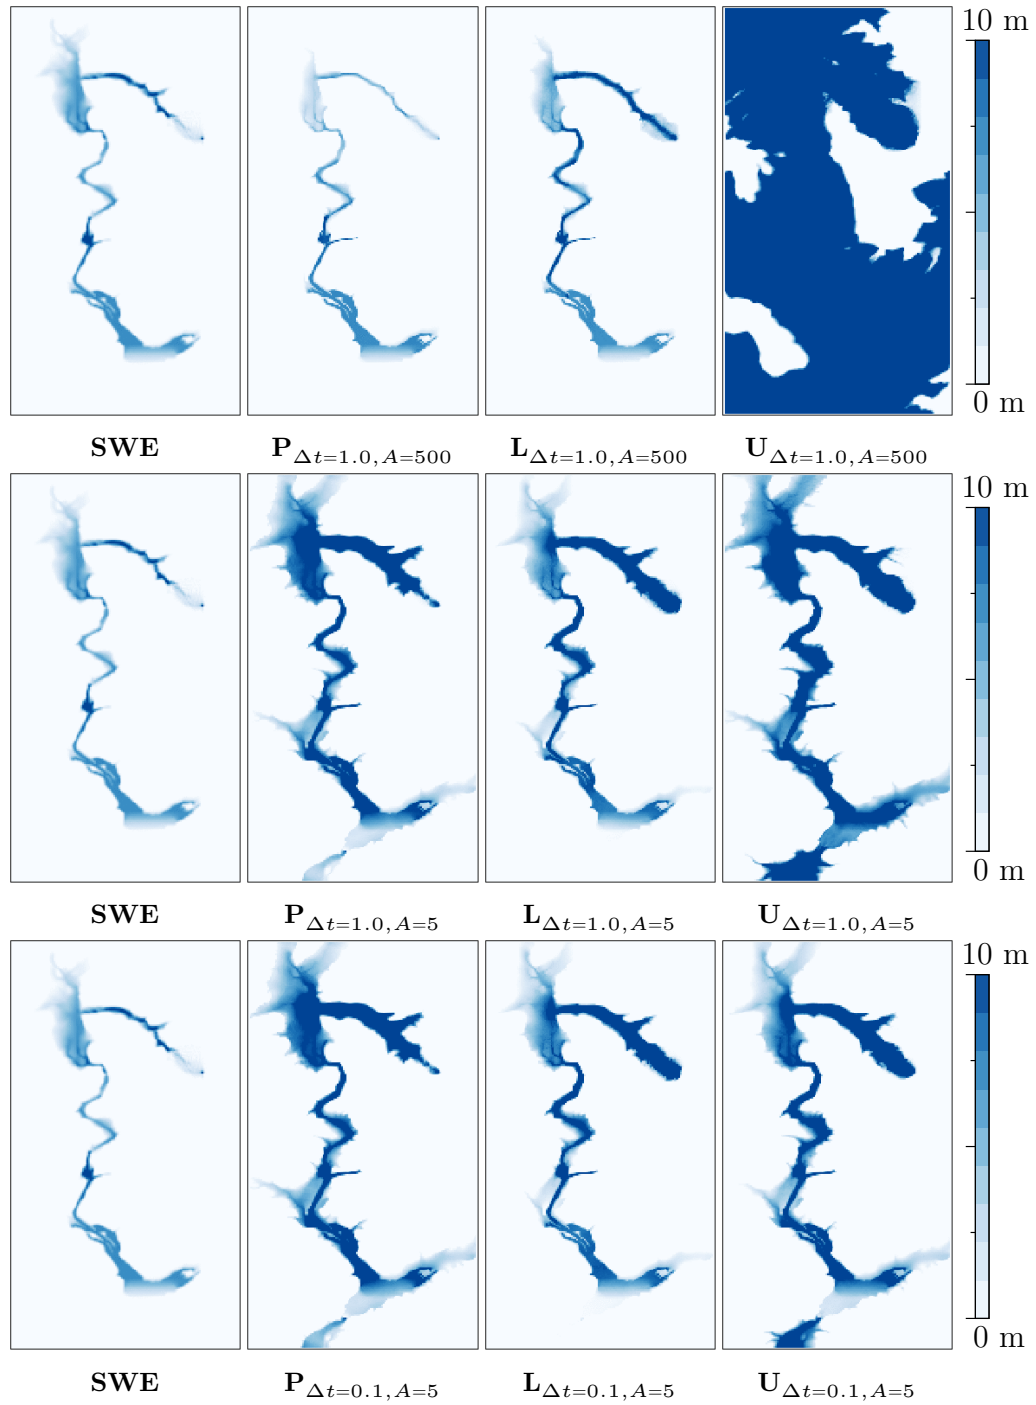 10 m
0 m
SWE P_{Δt=1.0,A=500} L_{Δt=1.0,A=500} U_{Δt=1.0,A=500}
10 m
0 m
SWE P_{Δt=1.0,A=5} L_{Δt=1.0,A=5} U_{Δt=1.0,A=5}
10 m
0 m
SWE P_{Δt=0.1,A=5} L_{Δt=0.1,A=5} U_{Δt=0.1,A=5}